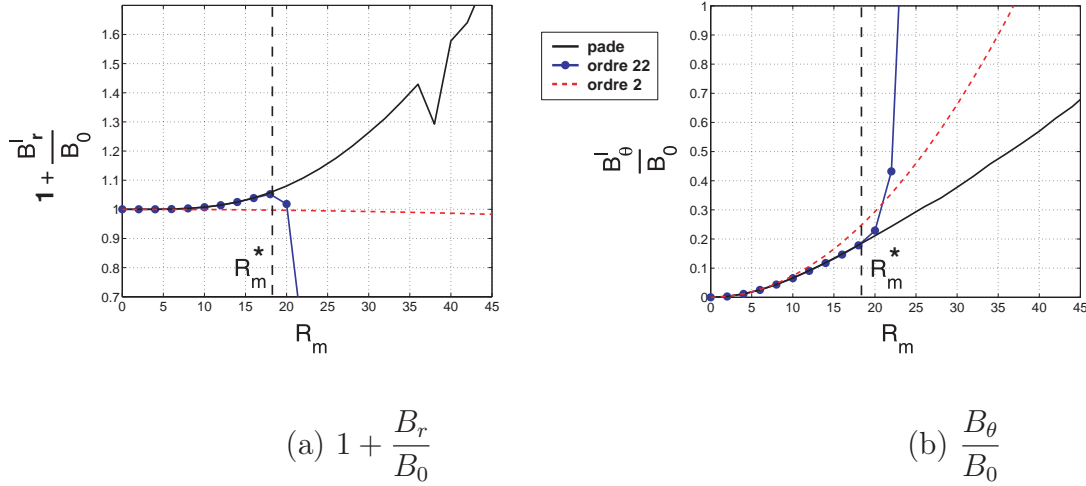 1.6
1.5
1.4
1.3
1.2
1.1
1
0.9
0.8
0.7
0 5 10 15 20 25 30 35 40 45
1 + B_r^I / B_0
R_m^*
R_m
pade
ordre 22
ordre 2
1
0.9
0.8
0.7
0.6
0.5
0.4
0.3
0.2
0.1
0
0 5 10 15 20 25 30 35 40 45
B_θ^I / B_0
R_m^*
R_m
(a) 1 + B_r / B_0
(b) B_θ / B_0